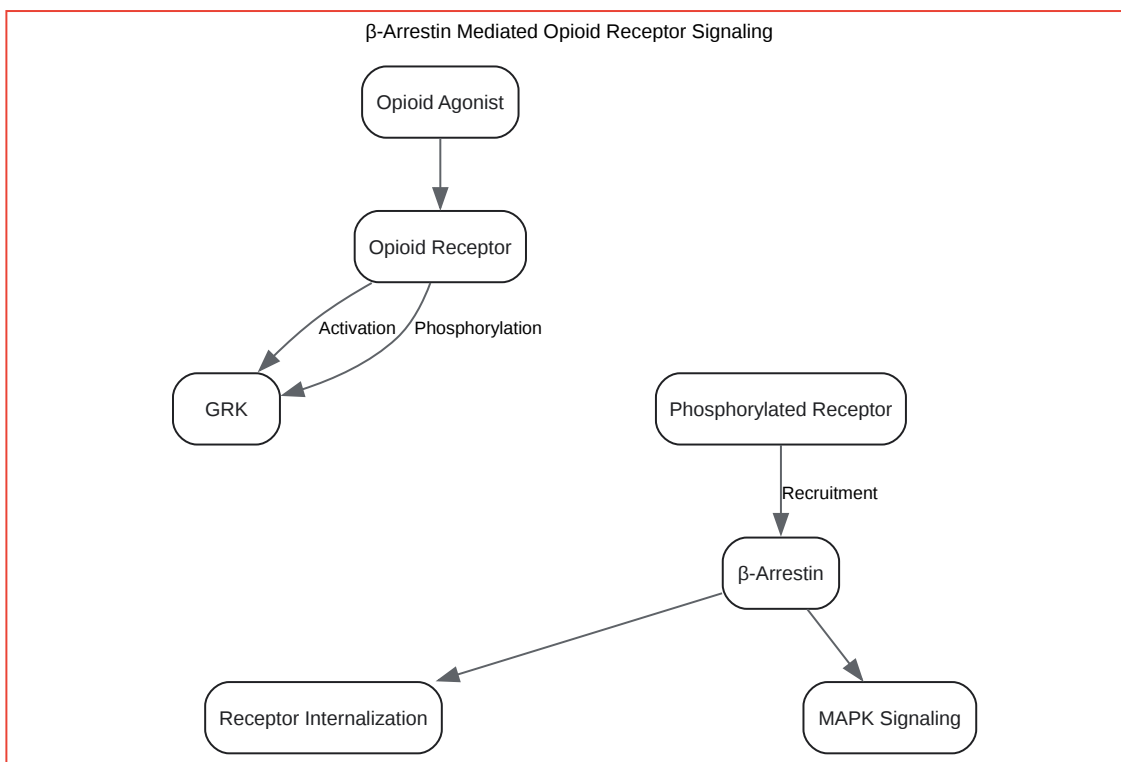 β-Arrestin Mediated Opioid Receptor Signaling
Opioid Agonist
Opioid Receptor
Activation
Phosphorylation
GRK
Phosphorylated Receptor
Recruitment
β-Arrestin
Receptor Internalization
MAPK Signaling